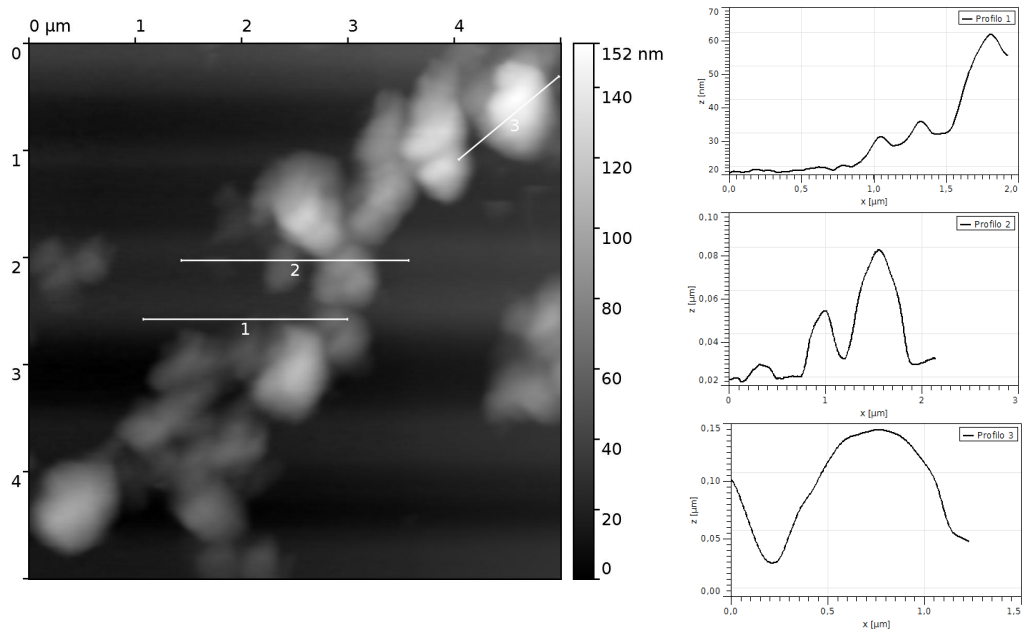 0 µm 1 2 3 4
0
1
2
3
4
3
2
1
152 nm
140
120
100
80
60
40
20
0
Profilo 1
z [nm]
70
60
50
40
30
20
0,0 0,5 1,0 1,5 2,0
x [µm]
Profilo 2
z [µm]
0.10
0.08
0.06
0.04
0.02
0 1 2 3
x [µm]
Profilo 3
z [µm]
0.15
0.10
0.05
0.00
0.0 0.5 1.0 1.5
x [µm]